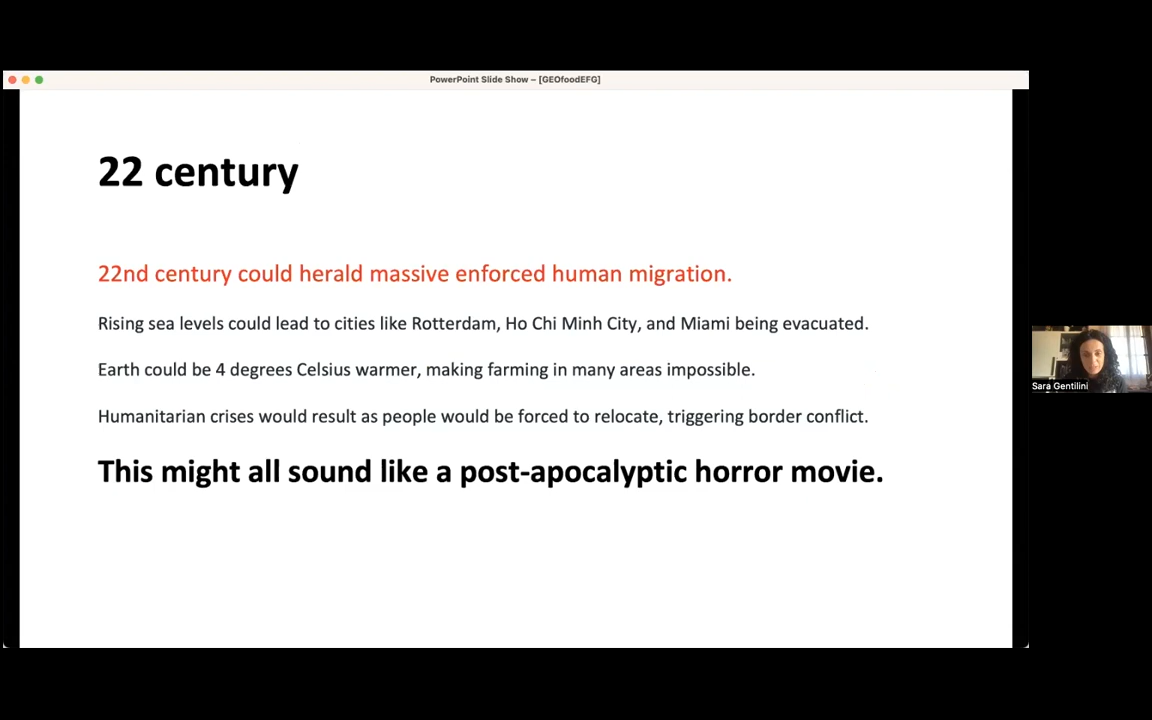 PowerPoint Slide Show – [GEOfoodEFG]
22 century
22nd century could herald massive enforced human migration.
Rising sea levels could lead to cities like Rotterdam, Ho Chi Minh City, and Miami being evacuated.
Earth could be 4 degrees Celsius warmer, making farming in many areas impossible.
Humanitarian crises would result as people would be forced to relocate, triggering border conflict.
This might all sound like a post-apocalyptic horror movie.
Sara Gentilini